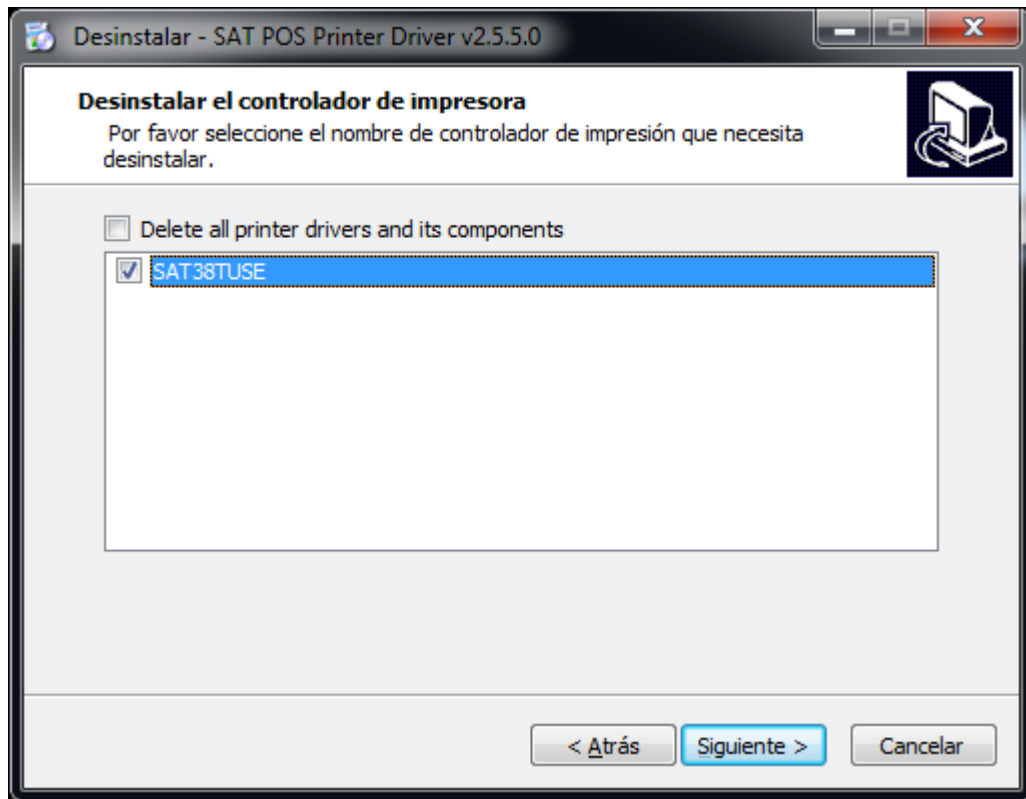 Desinstalar - SAT POS Printer Driver v2.5.5.0
Desinstalar el controlador de impresora
Por favor seleccione el nombre de controlador de impresión que necesita
desinstalar.
Delete all printer drivers and its components
SAT38TUSE
< Atrás
Siguiente >
Cancelar